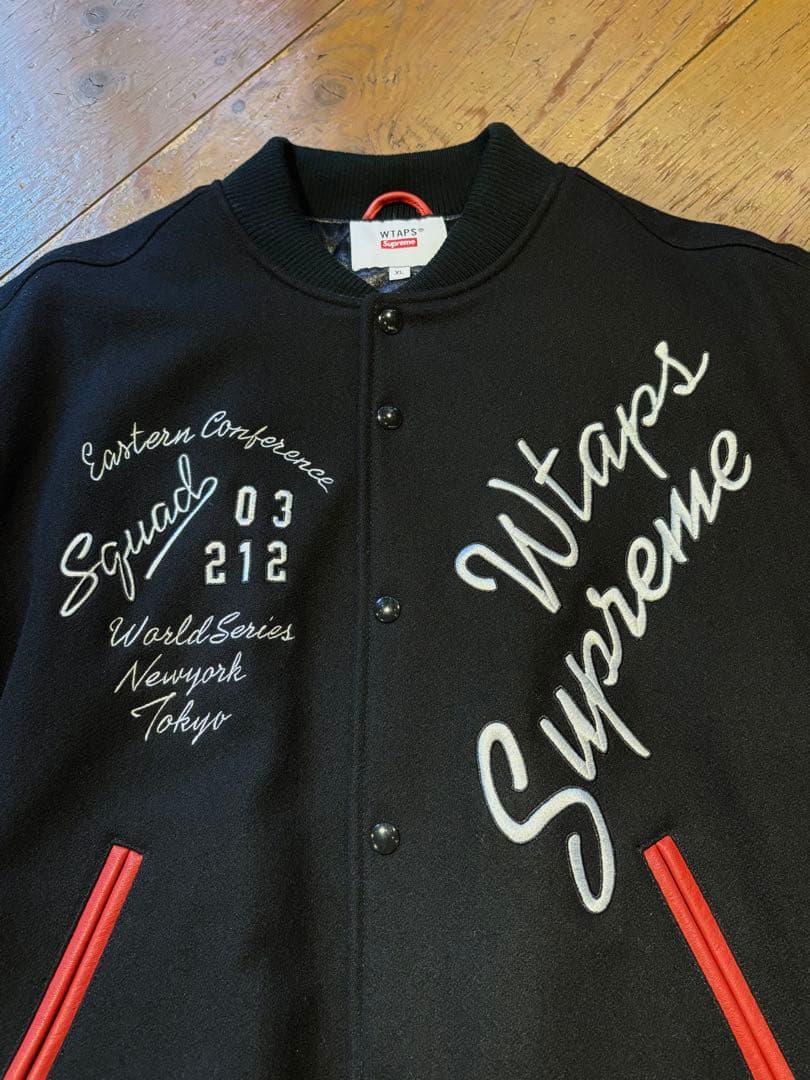 WTAPS®
Supreme
XL
Eastern Conference
Squad
03
212
World Series
Newyork
Tokyo
Wtaps
Supreme